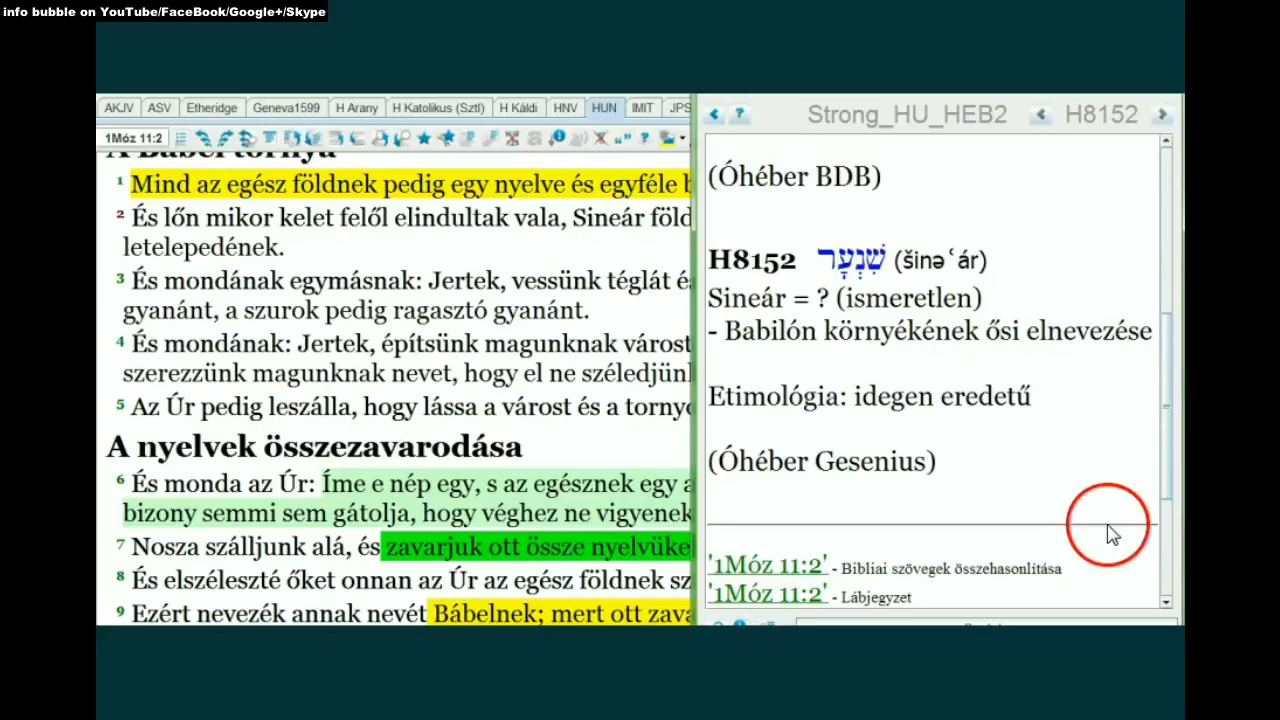 info bubble on YouTube/FaceBook/Google+/Skype
AKJV ASV Etheridge Geneva1599 H Arany H Katolikus (Sztl) H Káldi HNV HUN IMIT JPS
1Móz 11:2
A Bábel tornya
1 Mind az egész földnek pedig egy nyelve és egyféle
2 És lőn mikor kelet felől elindultak vala, Sineár föld
letelepedének.
3 És mondának egymásnak: Jertek, vessünk téglát
gyanánt, a szurok pedig ragasztó gyanánt.
4 És mondának: Jertek, építsünk magunknak várost
szerezzünk magunknak nevet, hogy el ne széledjün
5 Az Úr pedig leszálla, hogy lássa a várost és a torny
A nyelvek összezavarodása
6 És monda az Úr: Íme e nép egy, s az egésznek egy a
bizony semmi sem gátolja, hogy véghez ne vigyenek
7 Nosza szálljunk alá, és zavarjuk ott össze nyelvüke
8 És elszéleszté őket onnan az Úr az egész földnek sz
9 Ezért nevezék annak nevét Bábelnek; mert ott zava
Strong_HU_HEB2 H8152
(Óhéber BDB)
H8152 שִׁנְעָר (šinəʿár)
Sineár = ? (ismeretlen)
- Babilón környékének ősi elnevezése
Etimológia: idegen eredetű
(Óhéber Gesenius)
'1Móz 11:2' - Bibliai szövegek összehasonlítása
'1Móz 11:2' - Lábjegyzet